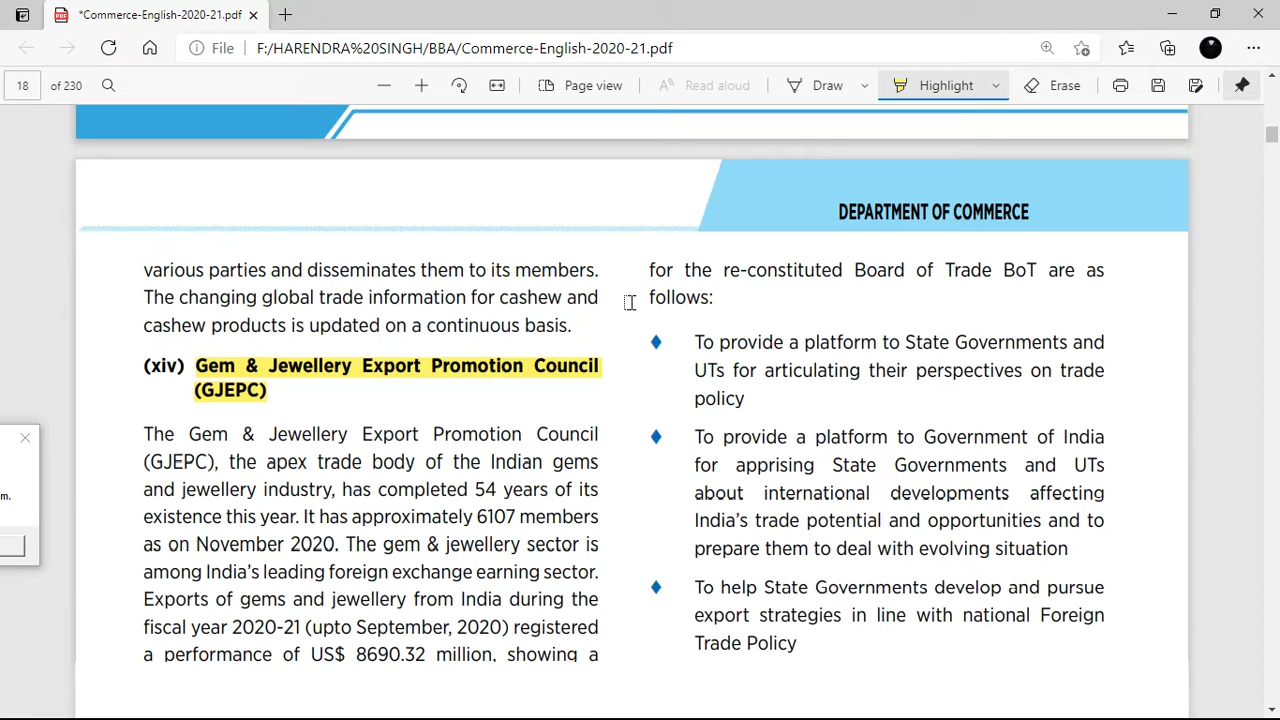 *Commerce-English-2020-21.pdf
File
F:/HARENDRA%20SINGH/BBA/Commerce-English-2020-21.pdf
18
of 230
Page view
Read aloud
Draw
Highlight
Erase
DEPARTMENT OF COMMERCE
various parties and disseminates them to its members.
The changing global trade information for cashew and
cashew products is updated on a continuous basis.
(xiv) Gem & Jewellery Export Promotion Council
(GJEPC)
The Gem & Jewellery Export Promotion Council
(GJEPC), the apex trade body of the Indian gems
and jewellery industry, has completed 54 years of its
existence this year. It has approximately 6107 members
as on November 2020. The gem & jewellery sector is
among India's leading foreign exchange earning sector.
Exports of gems and jewellery from India during the
fiscal year 2020-21 (upto September, 2020) registered
a performance of US$ 8690.32 million, showing a
for the re-constituted Board of Trade BoT are as
follows:
To provide a platform to State Governments and
UTs for articulating their perspectives on trade
policy
To provide a platform to Government of India
for apprising State Governments and UTs
about international developments affecting
India's trade potential and opportunities and to
prepare them to deal with evolving situation
To help State Governments develop and pursue
export strategies in line with national Foreign
Trade Policy